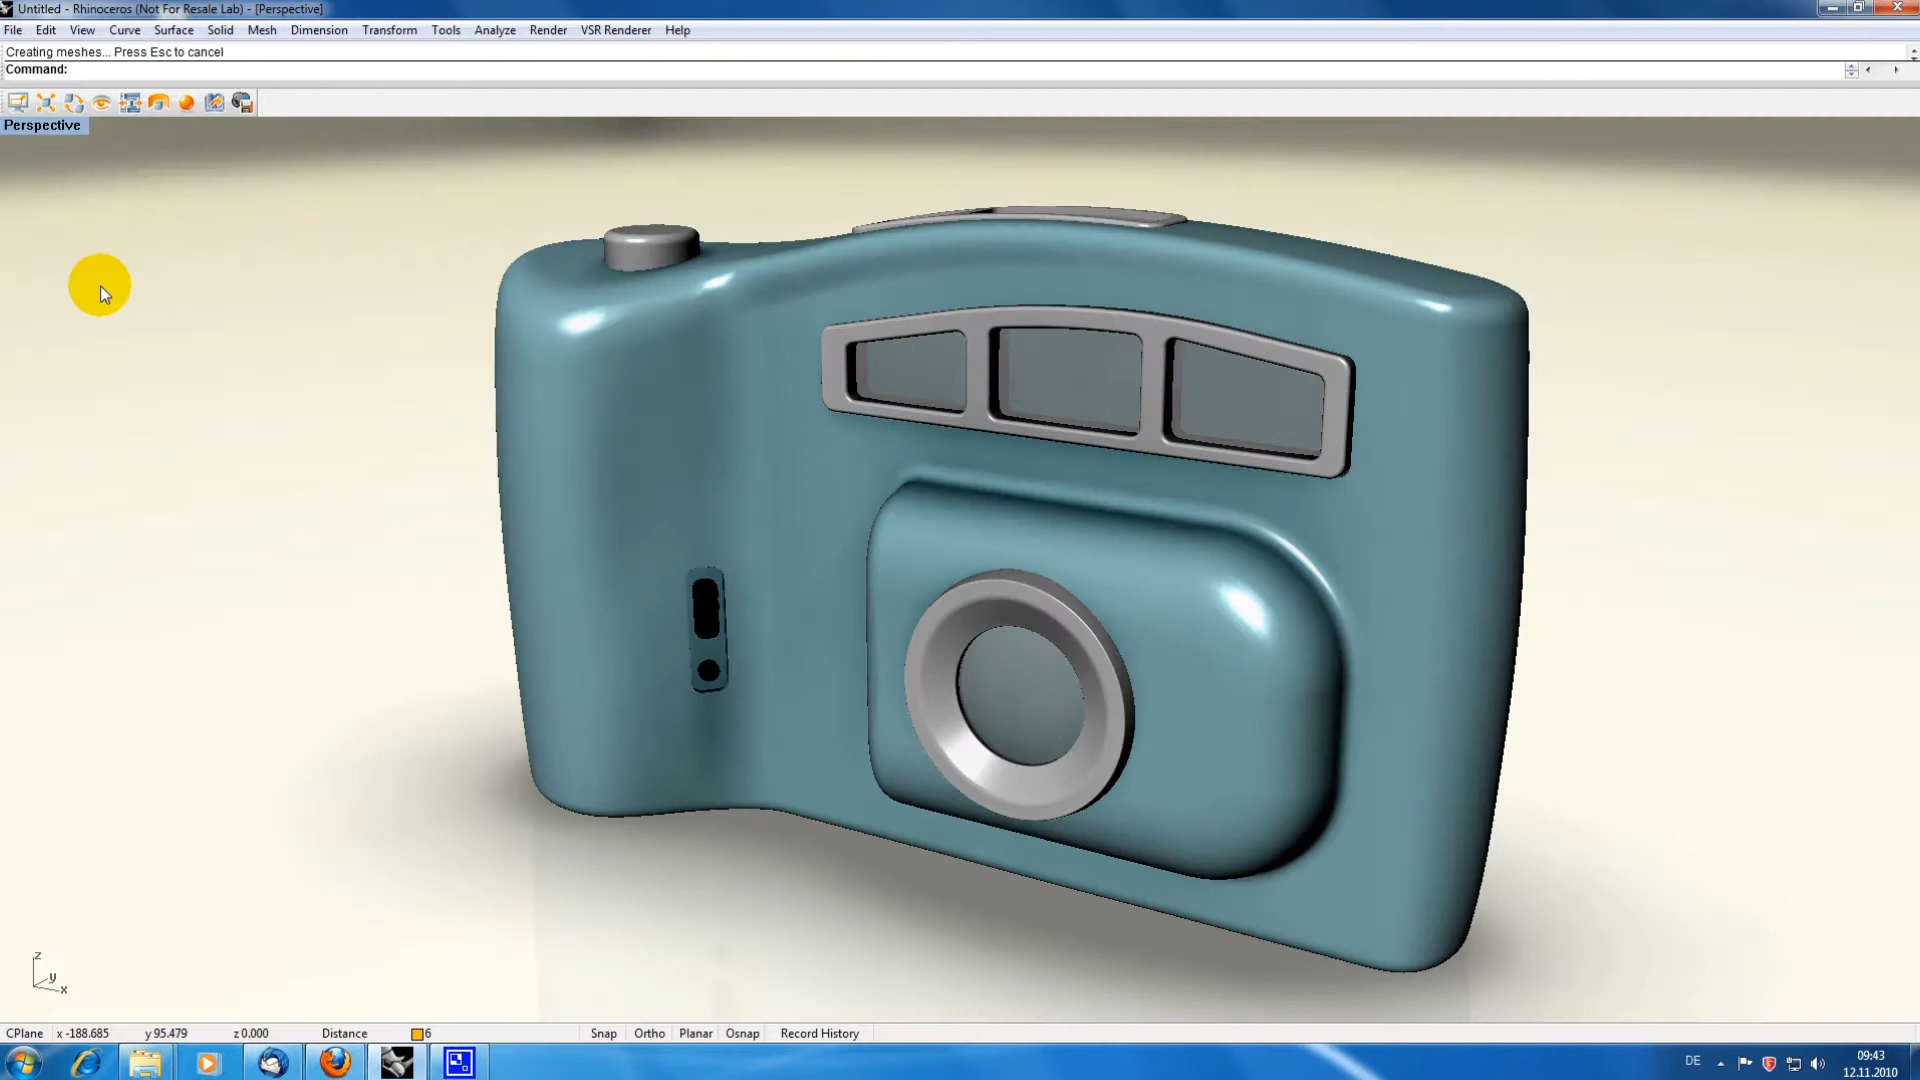 Untitled - Rhinoceros (Not For Resale Lab) - [Perspective]
File Edit View Curve Surface Solid Mesh Dimension Transform Tools Analyze Render VSR Renderer Help
Creating meshes... Press Esc to cancel
Command:
Perspective
z
y
x
CPlane x -188.685 y 95.479 z 0.000 Distance 6 Snap Ortho Planar Osnap Record History
DE 09:43
12.11.2010